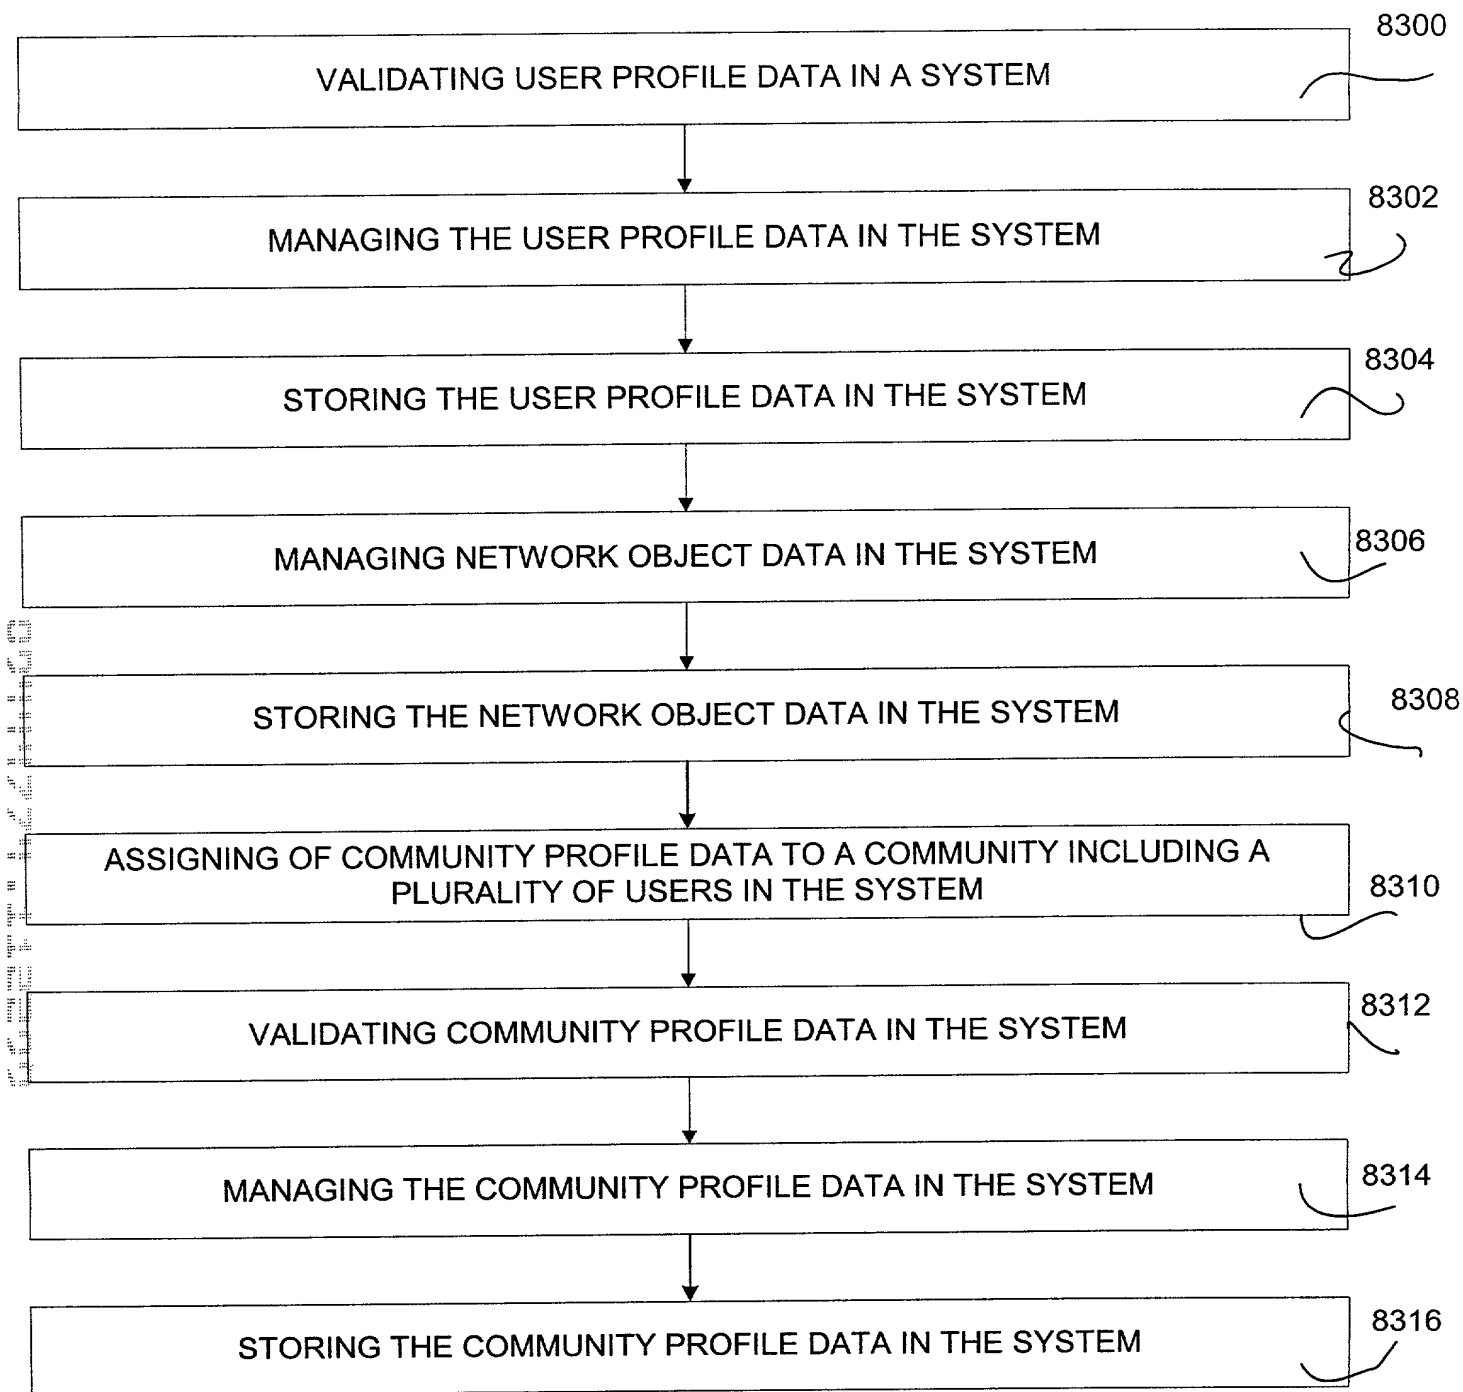 8300
VALIDATING USER PROFILE DATA IN A SYSTEM
8302
MANAGING THE USER PROFILE DATA IN THE SYSTEM
8304
STORING THE USER PROFILE DATA IN THE SYSTEM
8306
MANAGING NETWORK OBJECT DATA IN THE SYSTEM
8308
STORING THE NETWORK OBJECT DATA IN THE SYSTEM
ASSIGNING OF COMMUNITY PROFILE DATA TO A COMMUNITY INCLUDING A
PLURALITY OF USERS IN THE SYSTEM
8310
8312
VALIDATING COMMUNITY PROFILE DATA IN THE SYSTEM
8314
MANAGING THE COMMUNITY PROFILE DATA IN THE SYSTEM
8316
STORING THE COMMUNITY PROFILE DATA IN THE SYSTEM